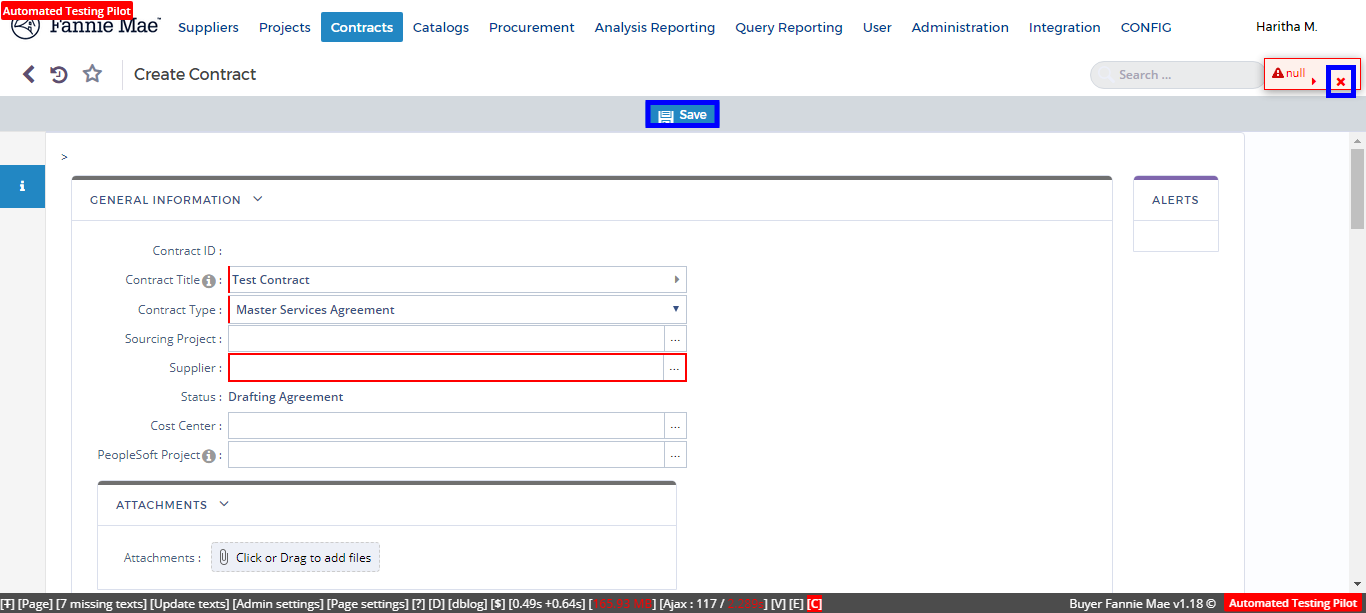 Automated Testing Pilot
Fannie Mae
Suppliers Projects Contracts Catalogs Procurement Analysis Reporting Query Reporting User Administration Integration CONFIG
Haritha M.
Create Contract
Search ...
null
Save
>
GENERAL INFORMATION
ALERTS
Contract ID :
Contract Title : Test Contract
Contract Type : Master Services Agreement
Sourcing Project : ...
Supplier : ...
Status : Drafting Agreement
Cost Center : ...
PeopleSoft Project : ...
ATTACHMENTS
Attachments : Click or Drag to add files
[Ŧ] [Page] [7 missing texts] [Update texts] [Admin settings] [Page settings] [?] [D] [dblog] [$] [0.49s +0.64s] [Ajax : 117 / [V] [E] [C]
Buyer Fannie Mae v1.18 ©
Automated Testing Pilot